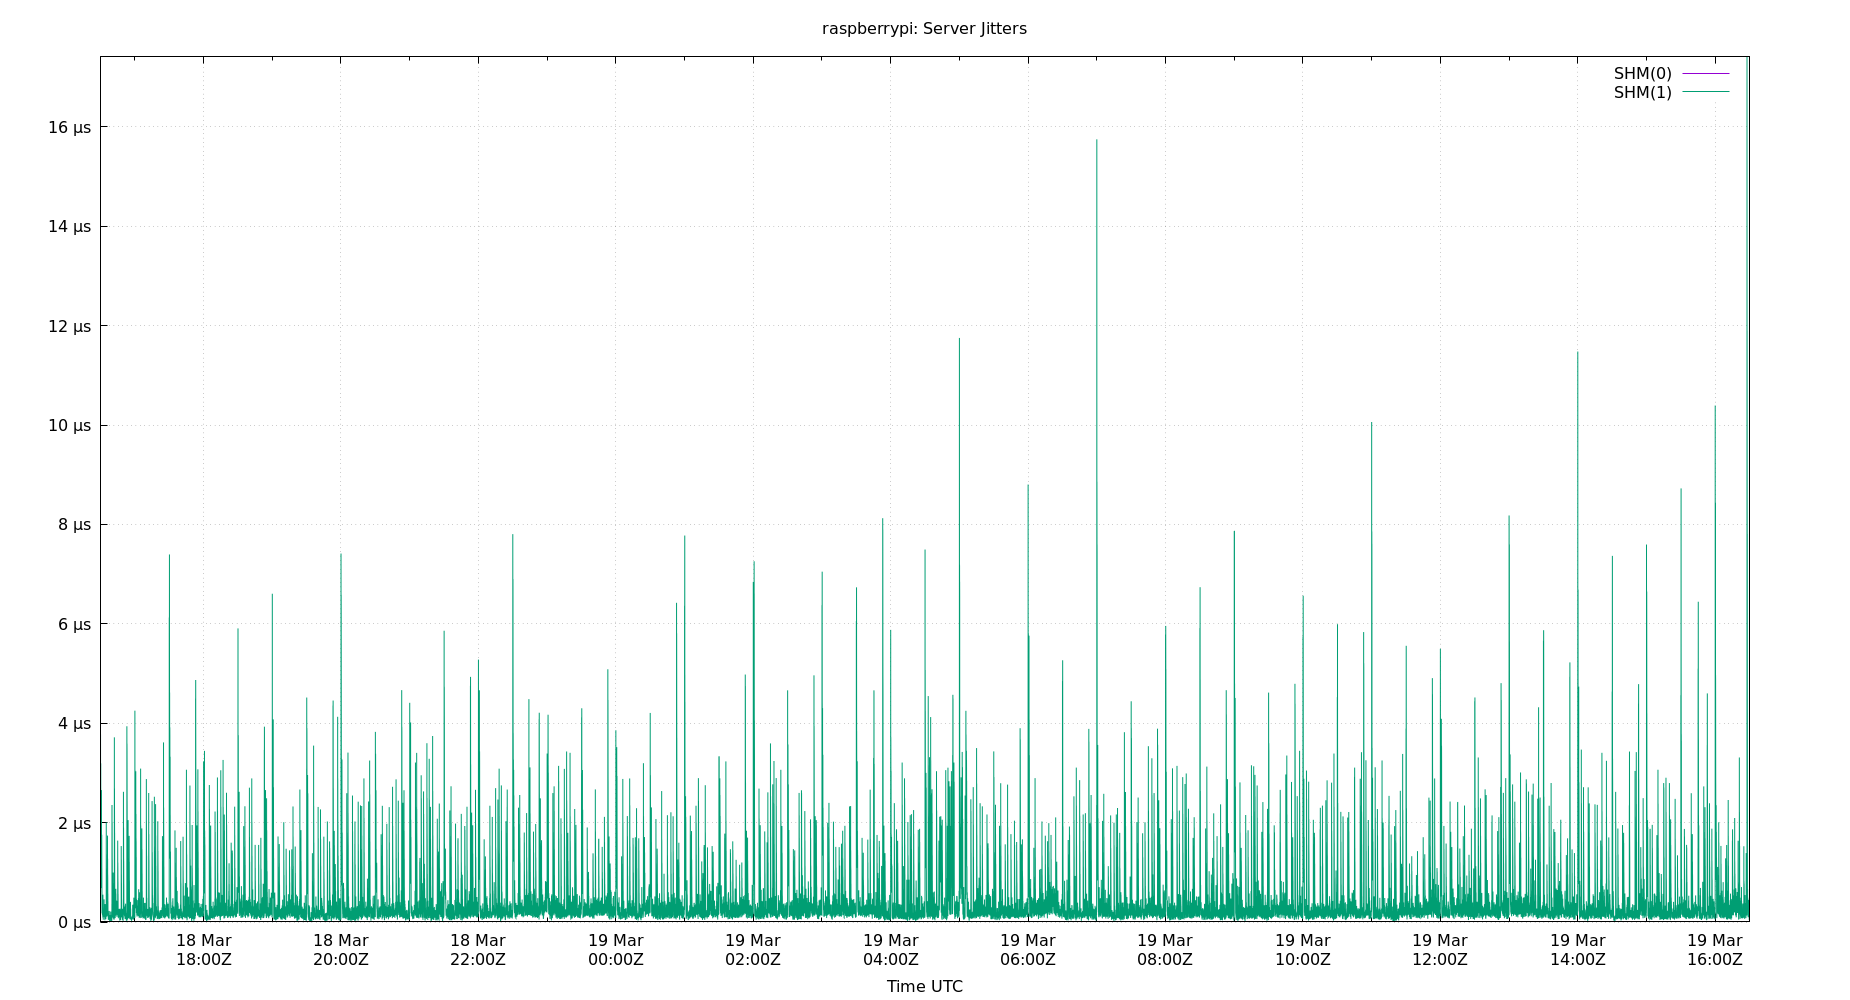 raspberrypi: Server Jitters
SHM(0)
SHM(1)
16 µs
14 µs
12 µs
10 µs
8 µs
6 µs
4 µs
2 µs
0 µs
18 Mar 18 Mar 18 Mar 19 Mar 19 Mar 19 Mar 19 Mar 19 Mar 19 Mar 19 Mar 19 Mar 19 Mar
18:00Z 20:00Z 22:00Z 00:00Z 02:00Z 04:00Z 06:00Z 08:00Z 10:00Z 12:00Z 14:00Z 16:00Z
Time UTC